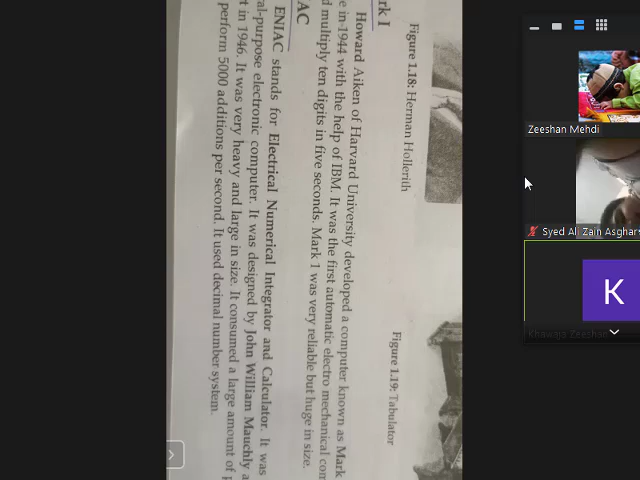 Figure 1.18: Herman Hollerith
Figure 1.19: Tabulator
rk I
Howard Aiken of Harvard University developed a computer known as Mark
e in-1944 with the help of IBM. It was the first automatic electro mechanical com
d multiply ten digits in five seconds. Mark 1 was very reliable but huge in size.
AC
ENIAC stands for Electrical Numerical Integrator and Calculator. It was
ral-purpose electronic computer. It was designed by John William Mauchly a
rt in 1946. It was very heavy and large in size. It consumed a large amount of
perform 5000 additions per second. It used decimal number system.
Zeeshan Mehdi
Syed Ali Zain Asghar
K
Khawaja Zeeshan